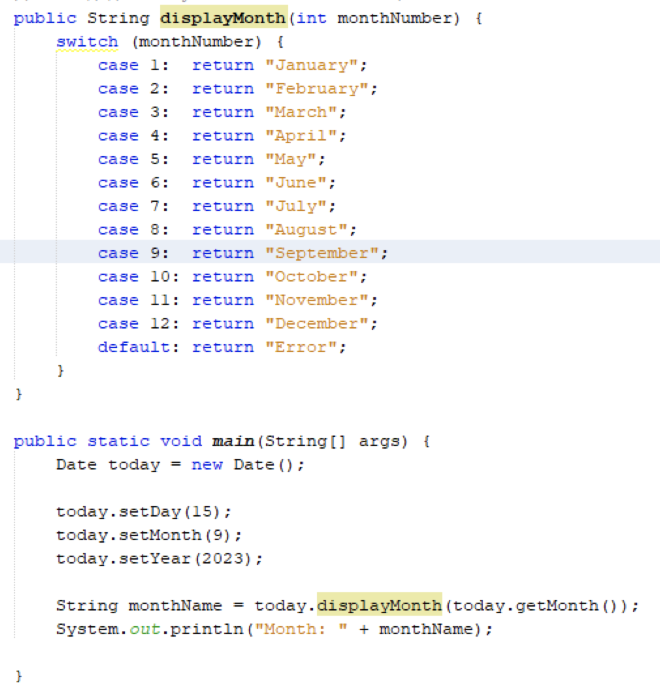 public String displayMonth(int monthNumber) {
    switch (monthNumber) {
        case 1:  return "January";
        case 2:  return "February";
        case 3:  return "March";
        case 4:  return "April";
        case 5:  return "May";
        case 6:  return "June";
        case 7:  return "July";
        case 8:  return "August";
        case 9:  return "September";
        case 10: return "October";
        case 11: return "November";
        case 12: return "December";
        default: return "Error";
    }
}
public static void main(String[] args) {
    Date today = new Date();
    today.setDay(15);
    today.setMonth(9);
    today.setYear(2023);
    String monthName = today.displayMonth(today.getMonth());
    System.out.println("Month: " + monthName);
}